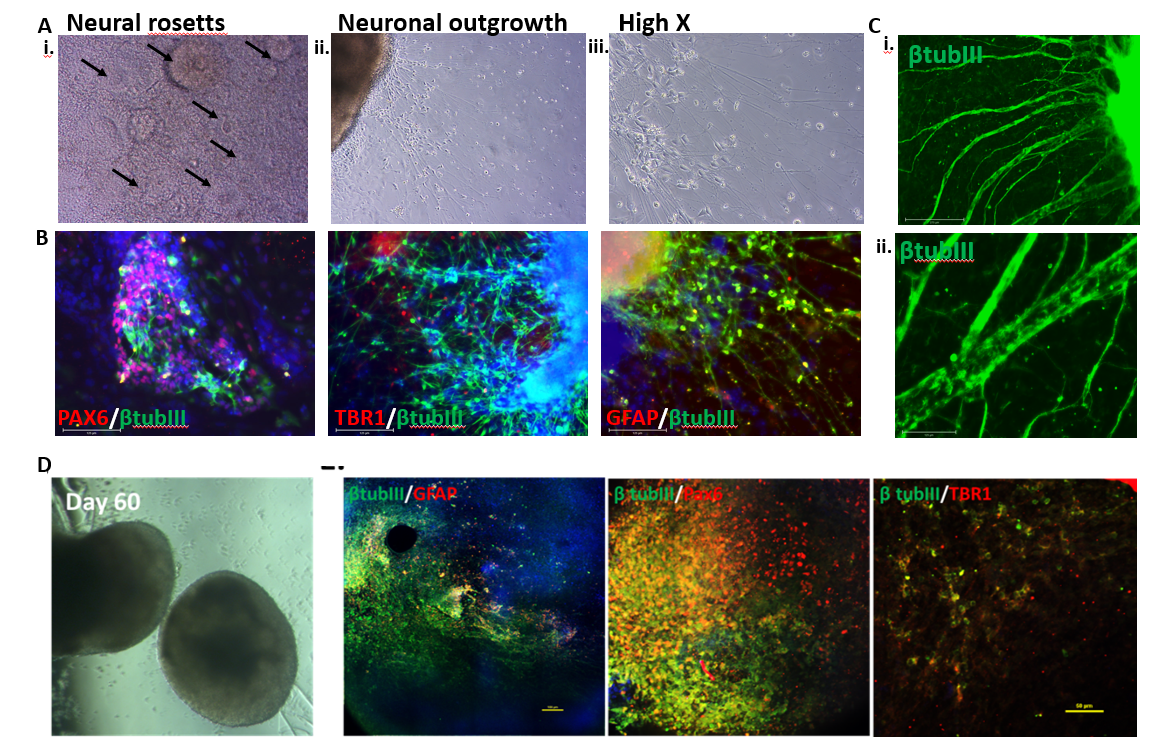 A Neural rosetts
Neuronal outgrowth
High X
C
i.
ii.
iii.
i.
βtubIII
B
PAX6/βtubIII
TBR1/βtubIII
GFAP/βtubIII
ii.
βtubIII
D
Day 60
βtubIII/GFAP
β tubIII/Pax6
β tubIII/TBR1
50 µm